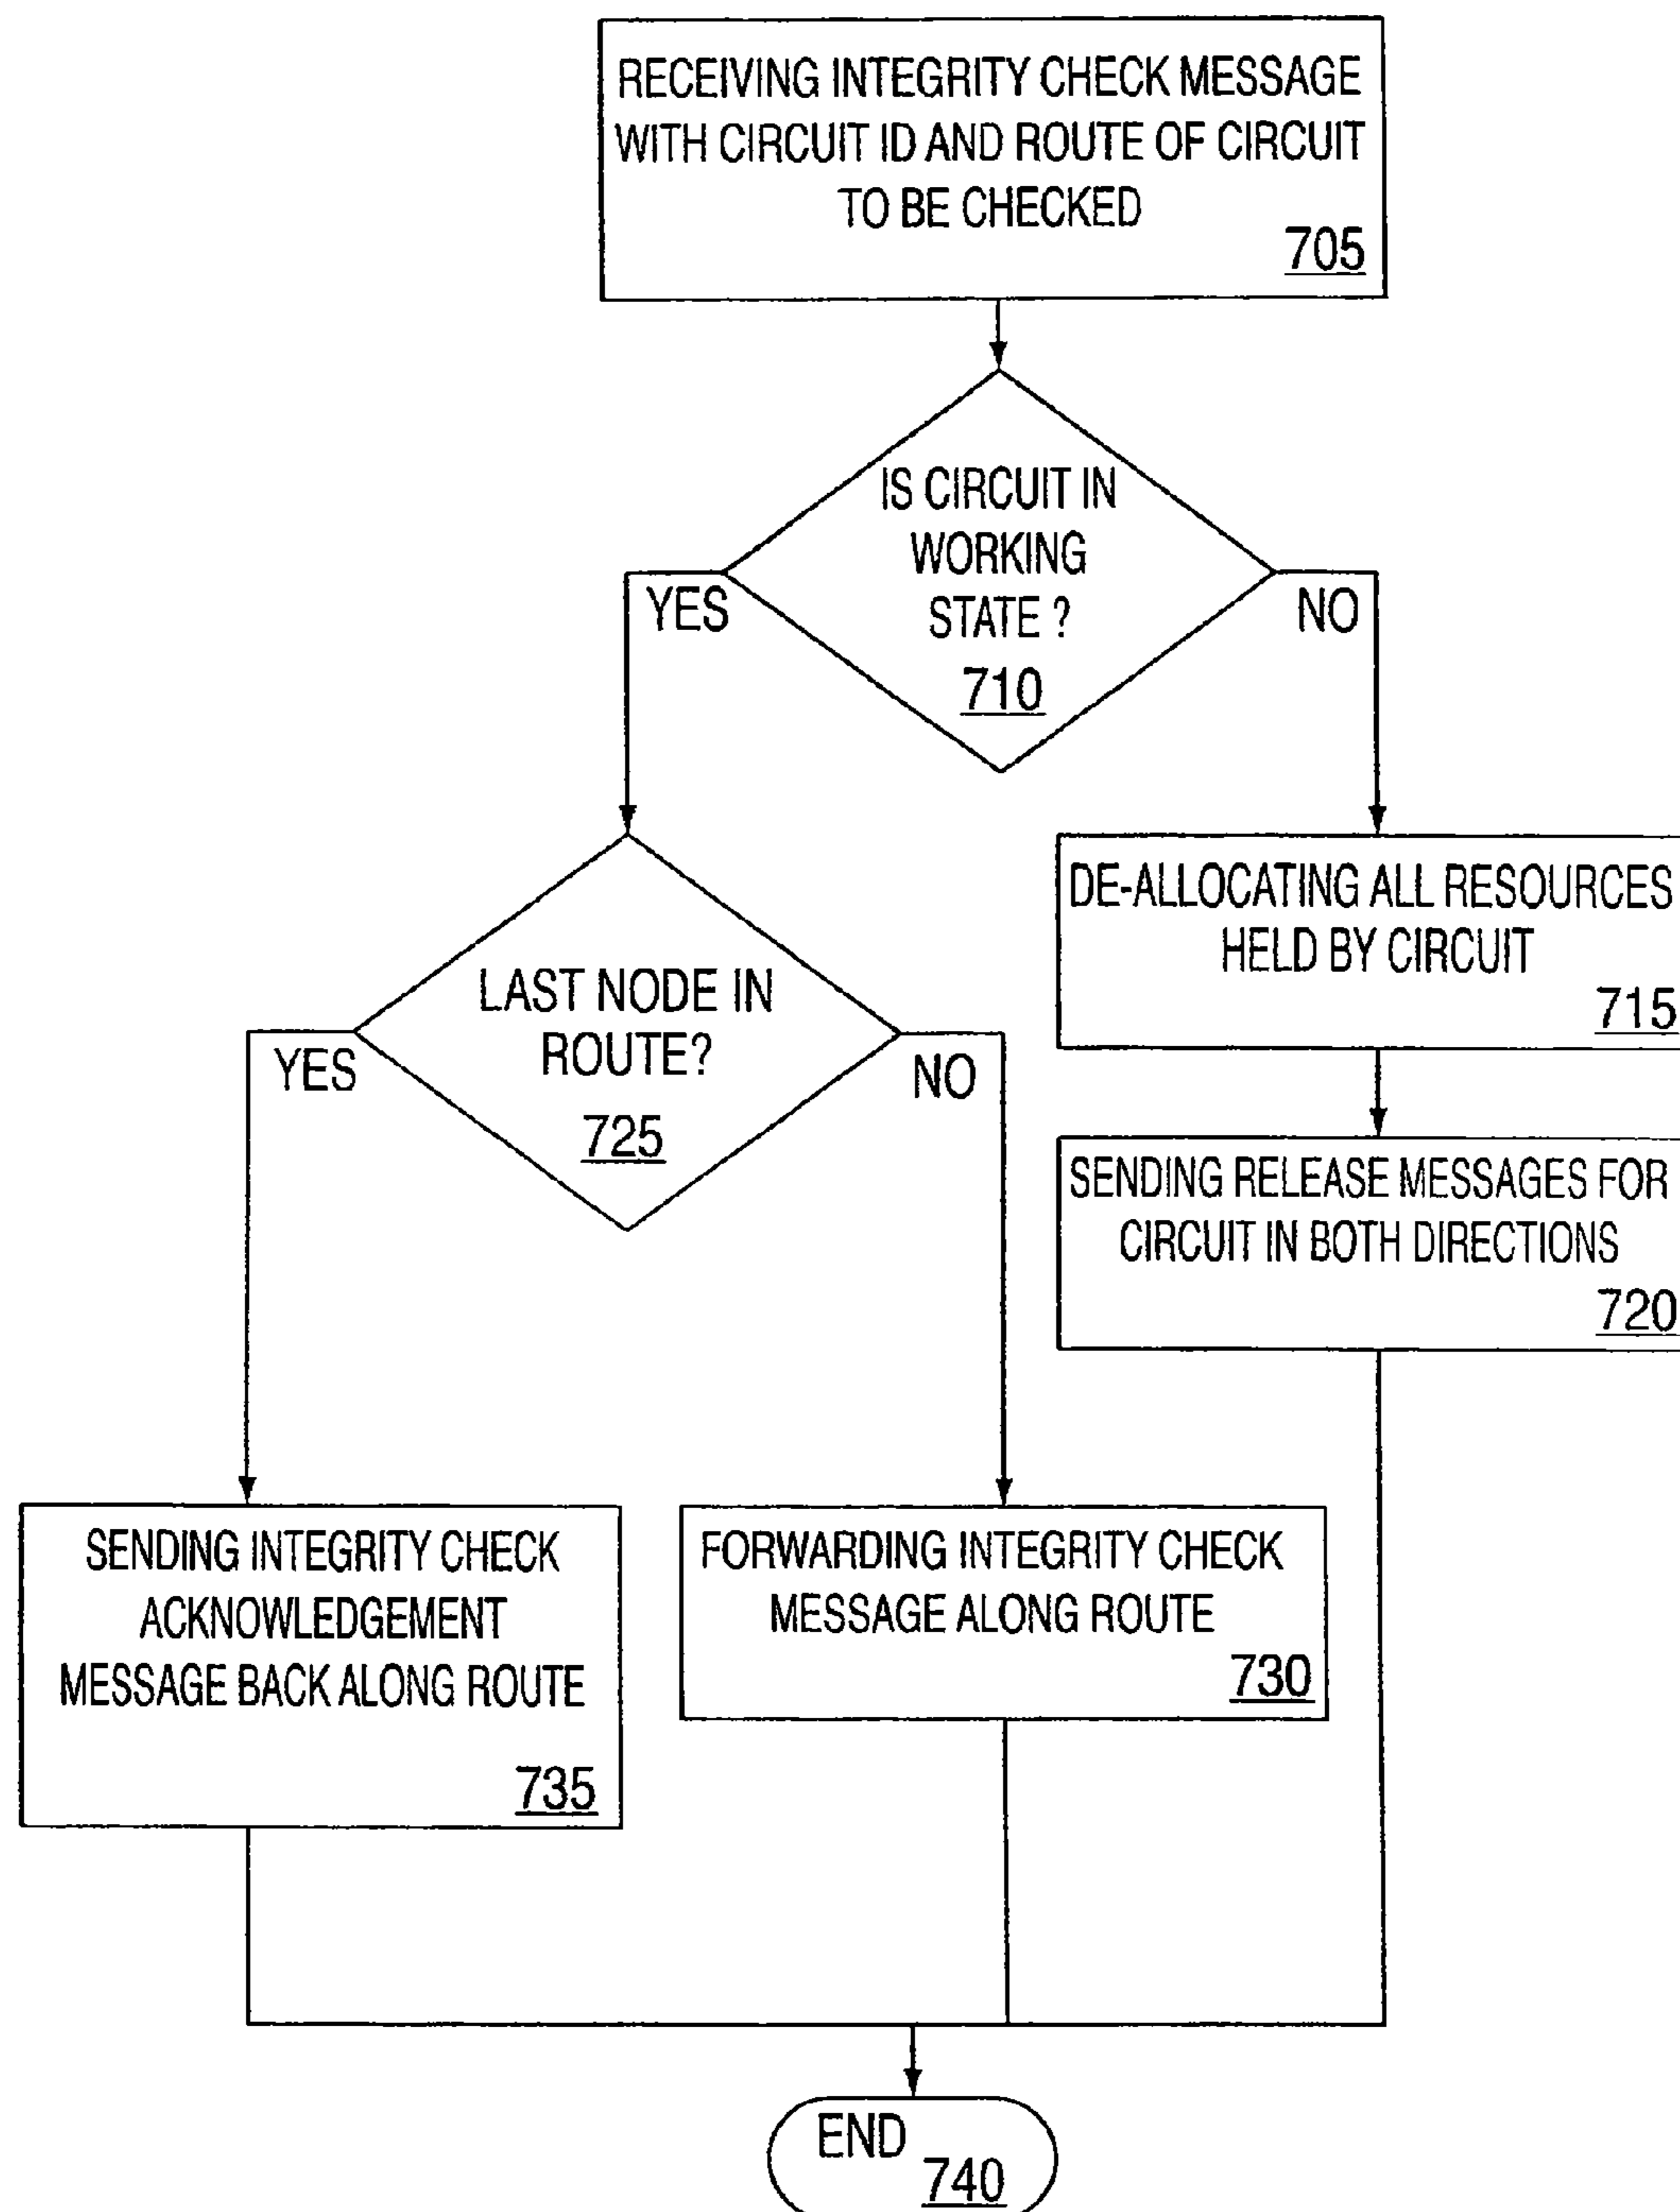 RECEIVING INTEGRITY CHECK MESSAGE
WITH CIRCUIT ID AND ROUTE OF CIRCUIT
TO BE CHECKED
705
IS CIRCUIT IN
WORKING
STATE ?
710
YES
NO
DE-ALLOCATING ALL RESOURCES
HELD BY CIRCUIT
715
LAST NODE IN
ROUTE?
725
YES
NO
SENDING RELEASE MESSAGES FOR
CIRCUIT IN BOTH DIRECTIONS
720
SENDING INTEGRITY CHECK
ACKNOWLEDGEMENT
MESSAGE BACK ALONG ROUTE
735
FORWARDING INTEGRITY CHECK
MESSAGE ALONG ROUTE
730
END
740